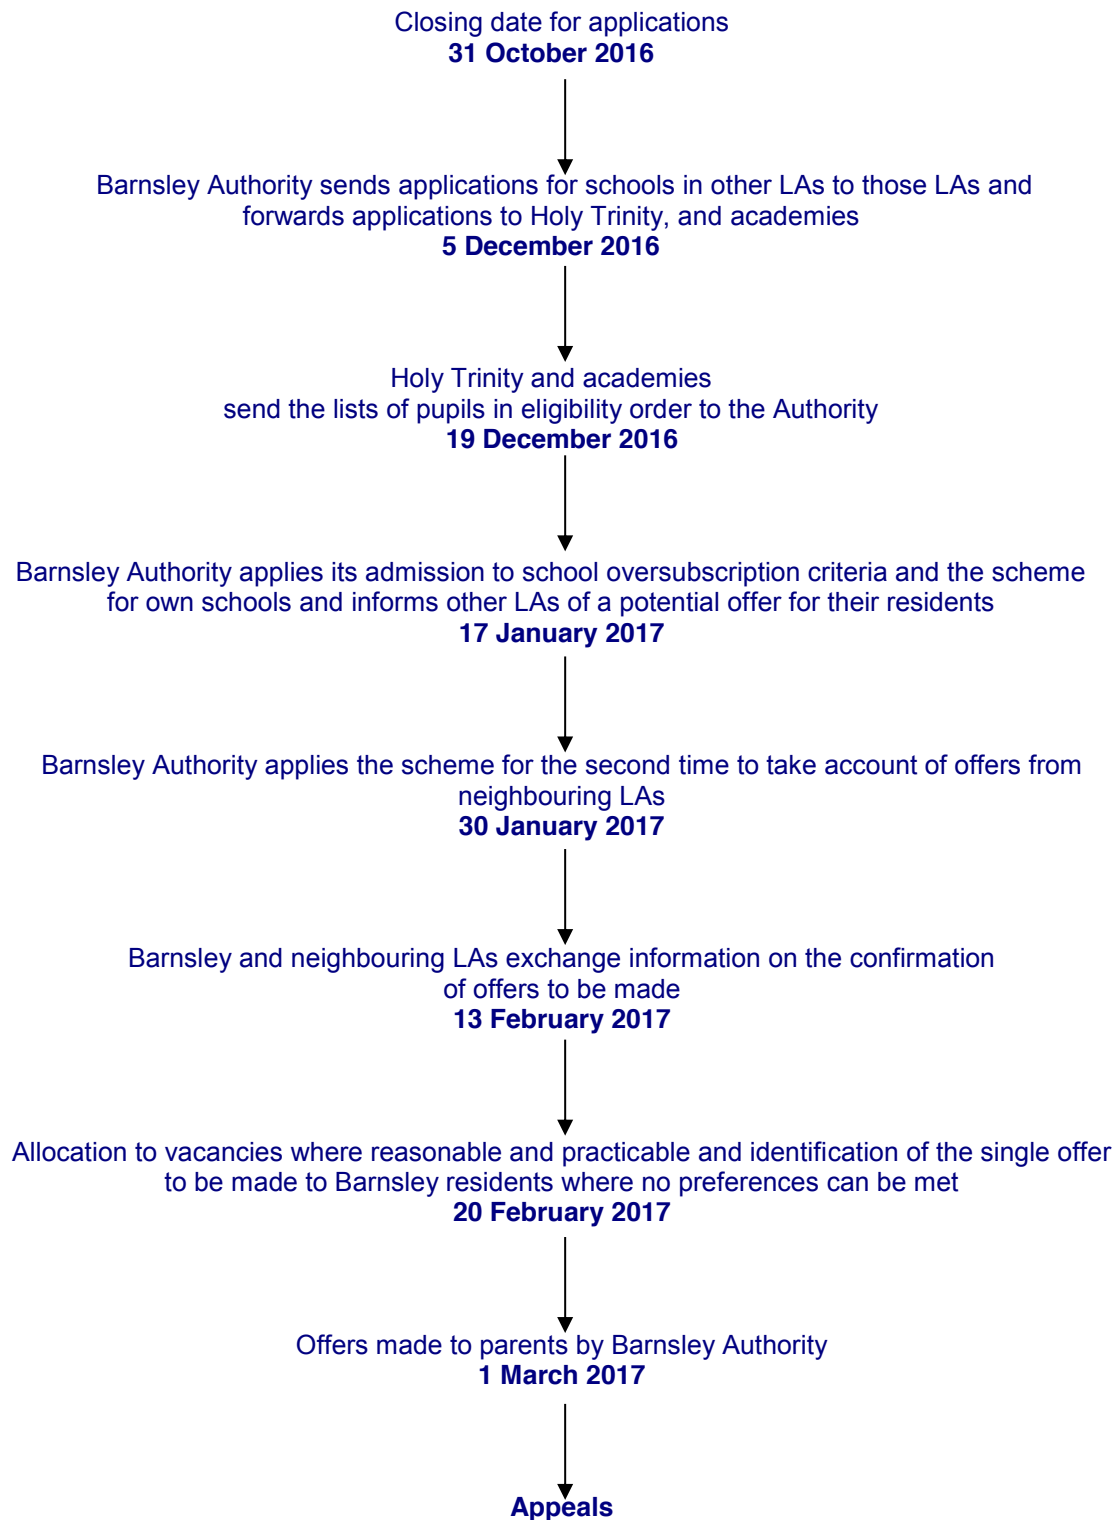 Closing date for applications
31 October 2016
Barnsley Authority sends applications for schools in other LAs to those LAs and
forwards applications to Holy Trinity, and academies
5 December 2016
Holy Trinity and academies
send the lists of pupils in eligibility order to the Authority
19 December 2016
Barnsley Authority applies its admission to school oversubscription criteria and the scheme
for own schools and informs other LAs of a potential offer for their residents
17 January 2017
Barnsley Authority applies the scheme for the second time to take account of offers from
neighbouring LAs
30 January 2017
Barnsley and neighbouring LAs exchange information on the confirmation
of offers to be made
13 February 2017
Allocation to vacancies where reasonable and practicable and identification of the single offer
to be made to Barnsley residents where no preferences can be met
20 February 2017
Offers made to parents by Barnsley Authority
1 March 2017
Appeals